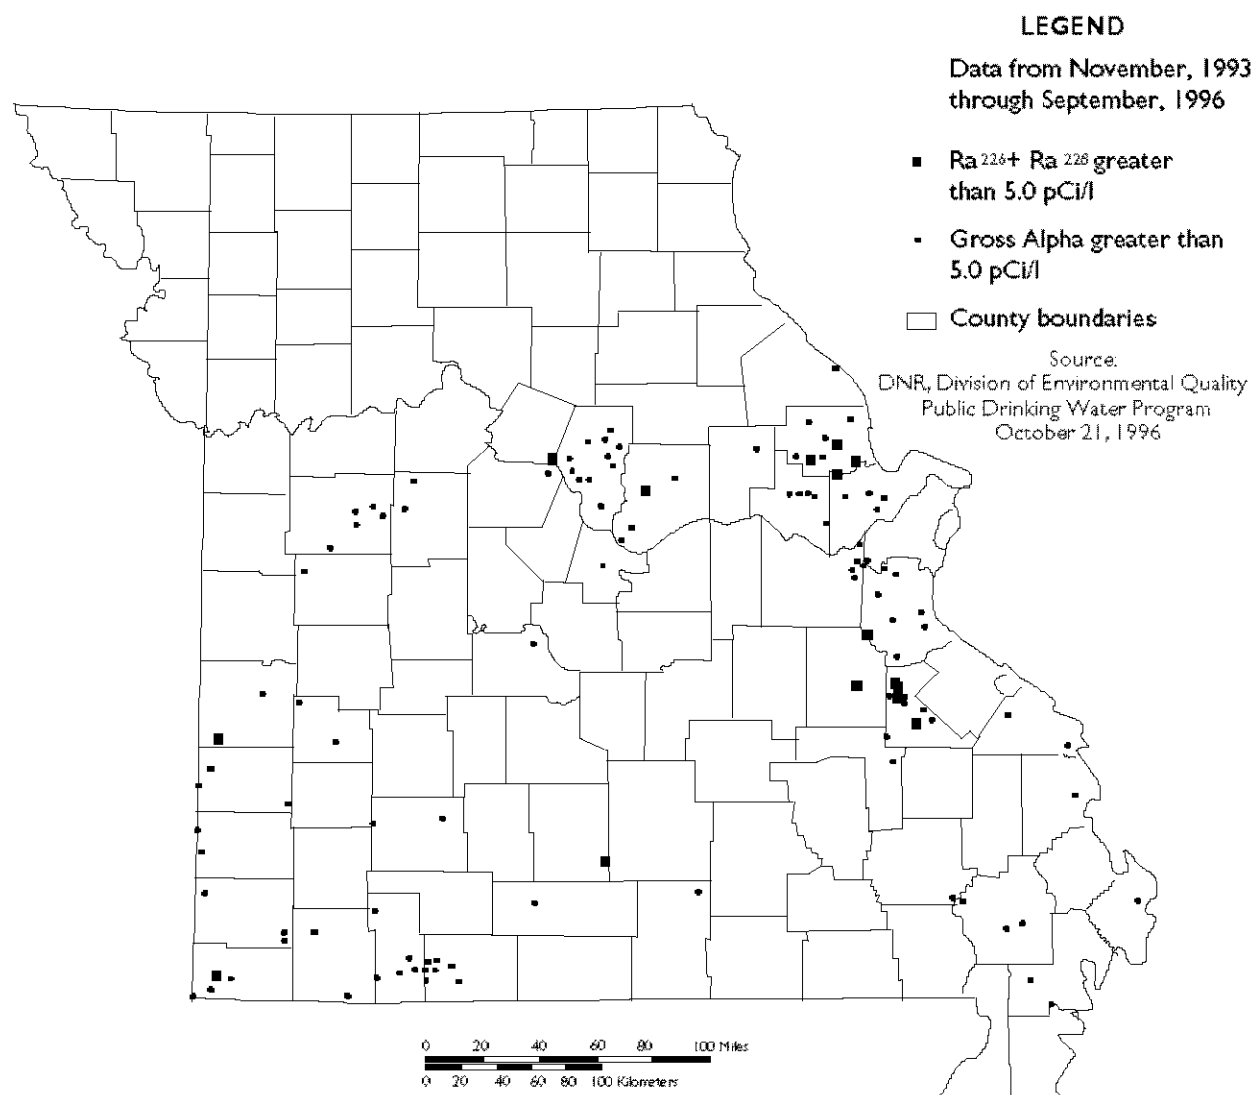 LEGEND
Data from November, 1993
through September, 1996
Ra 226+ Ra 228 greater
than 5.0 pCi/l
Gross Alpha greater than
5.0 pCi/l
County boundaries
Source:
DNR, Division of Environmental Quality
Public Drinking Water Program
October 21, 1996
0 20 40 60 80 100 Miles
0 20 40 60 80 100 Kilometers